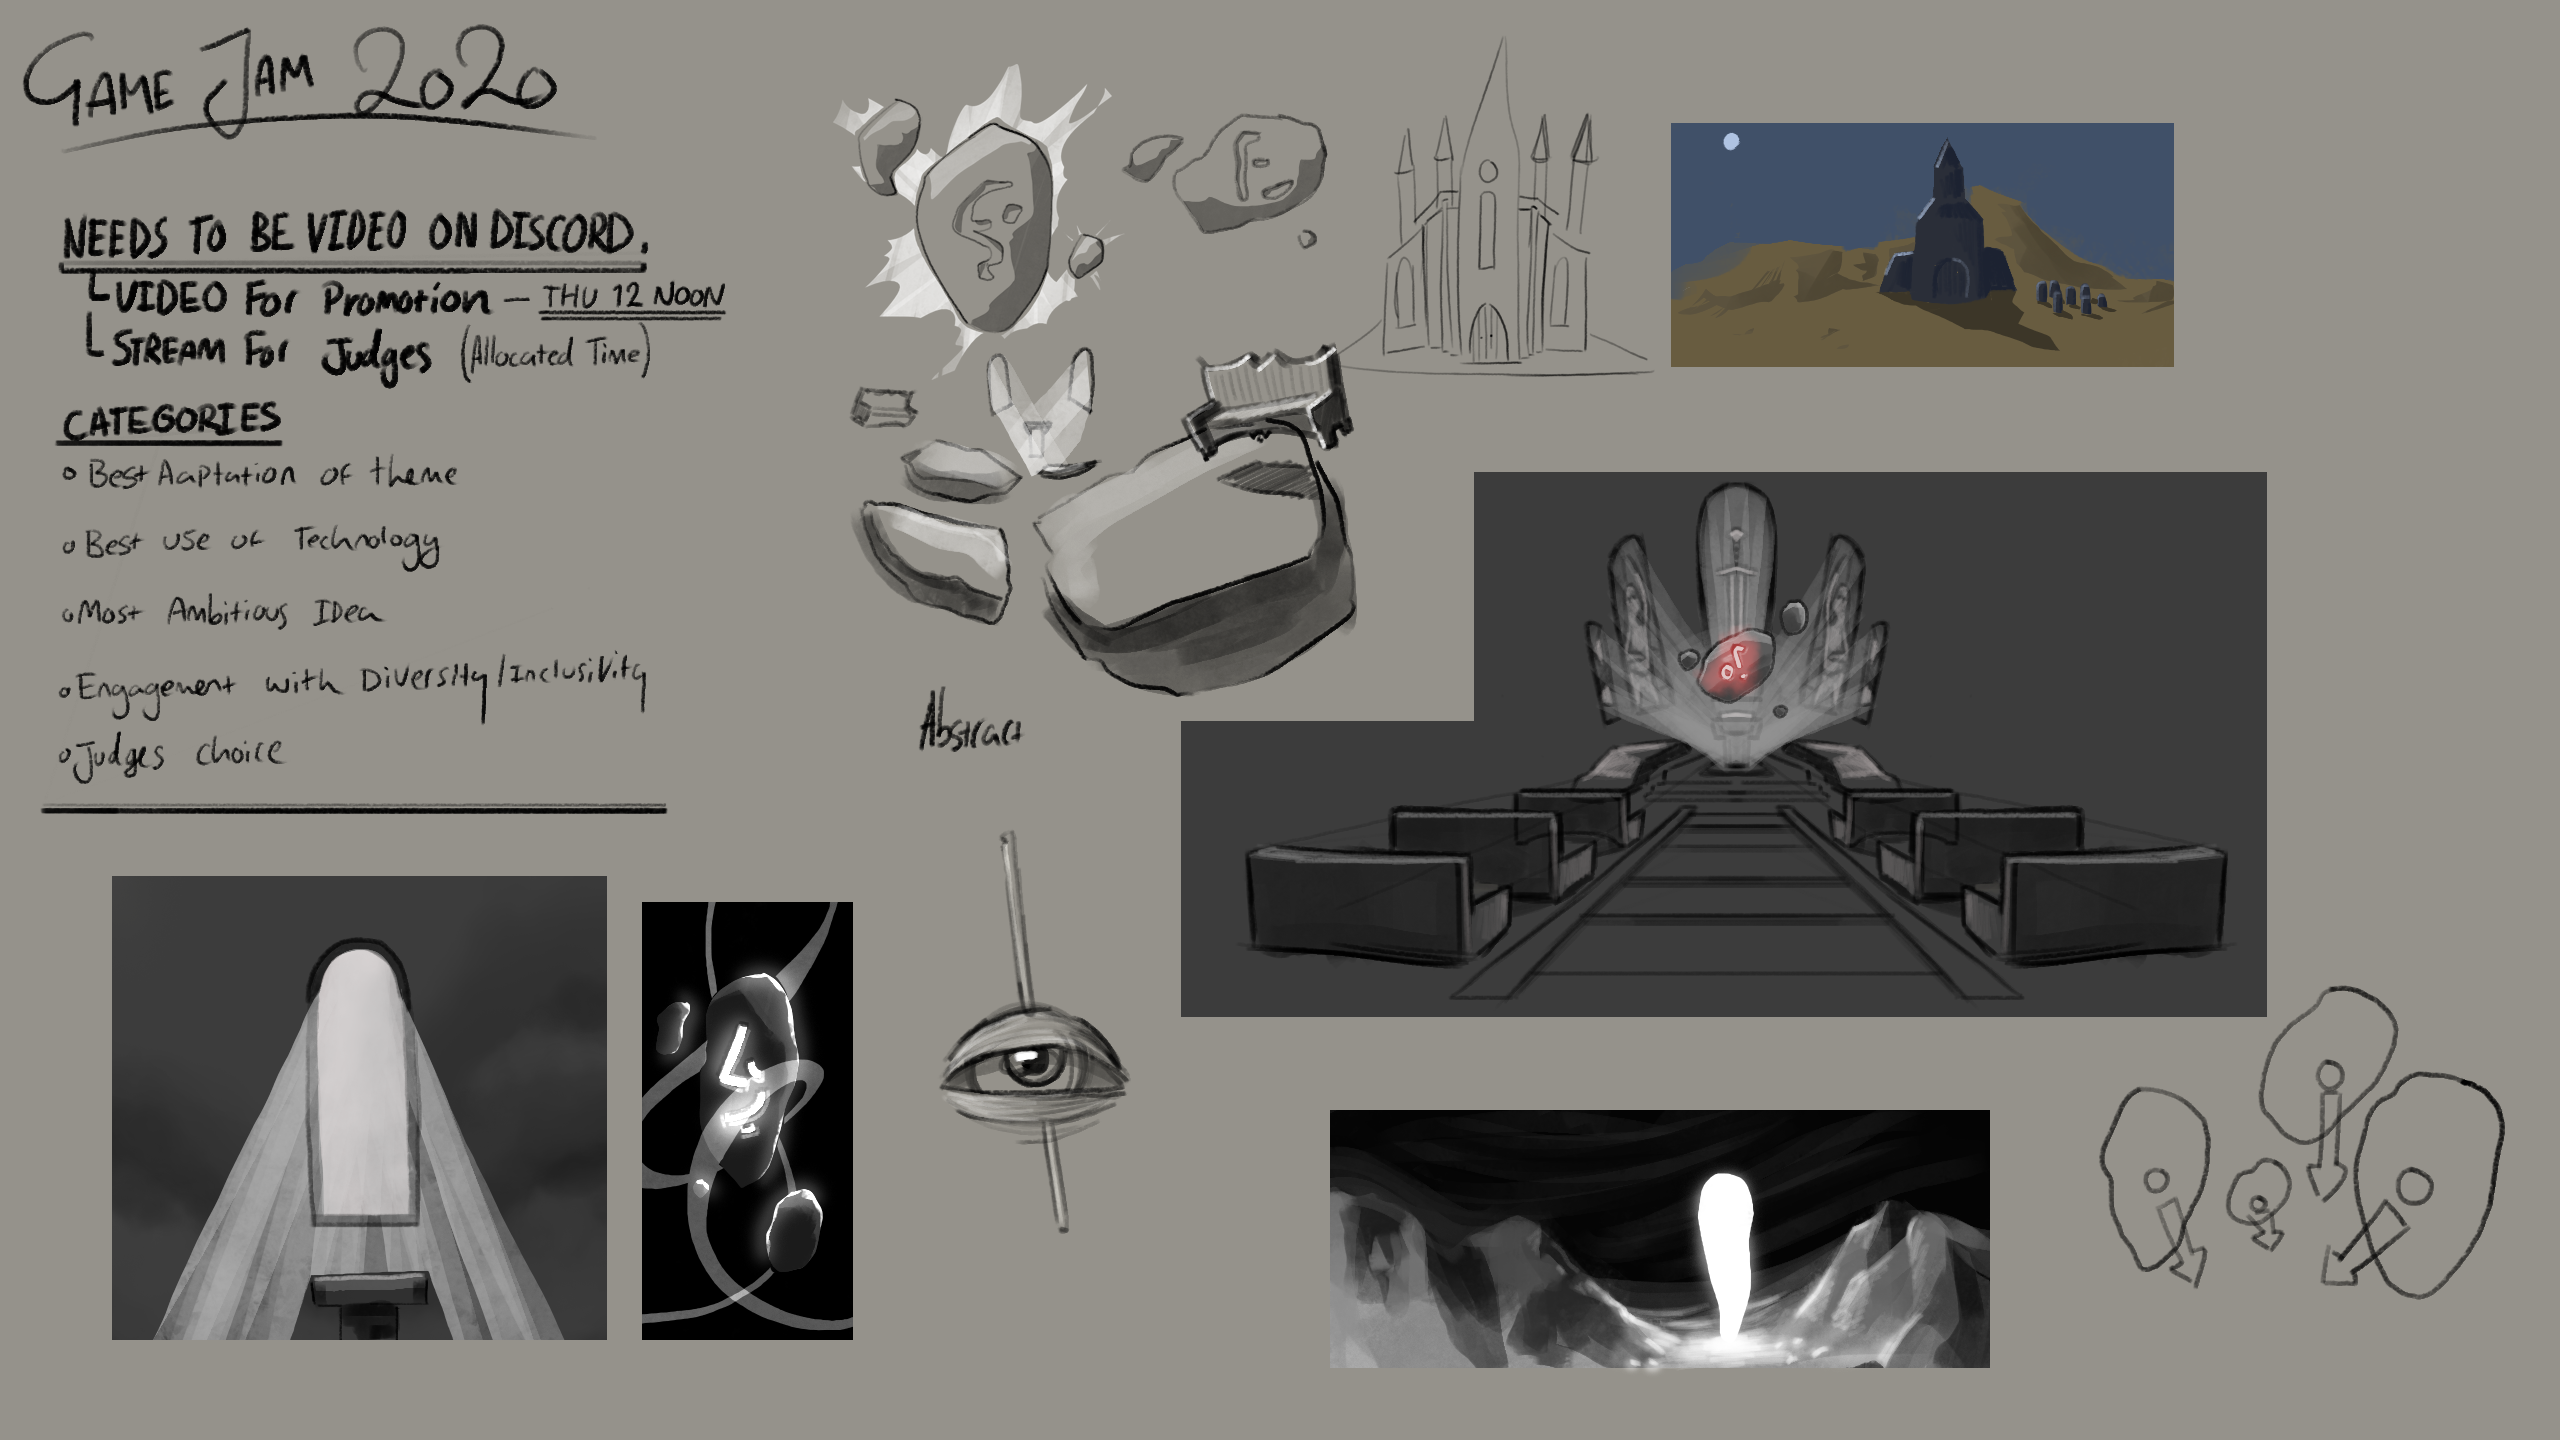 GAME JAM 2020
NEEDS TO BE VIDEO ON DISCORD.
VIDEO For Promotion — THU 12 NOON
STREAM For Judges (Allocated Time)
CATEGORIES
Best Aaptation of theme
Best use of Technology
Most Ambitious IDea
Engagement with Diversity/Inclusivity
Judges choice
Abstract